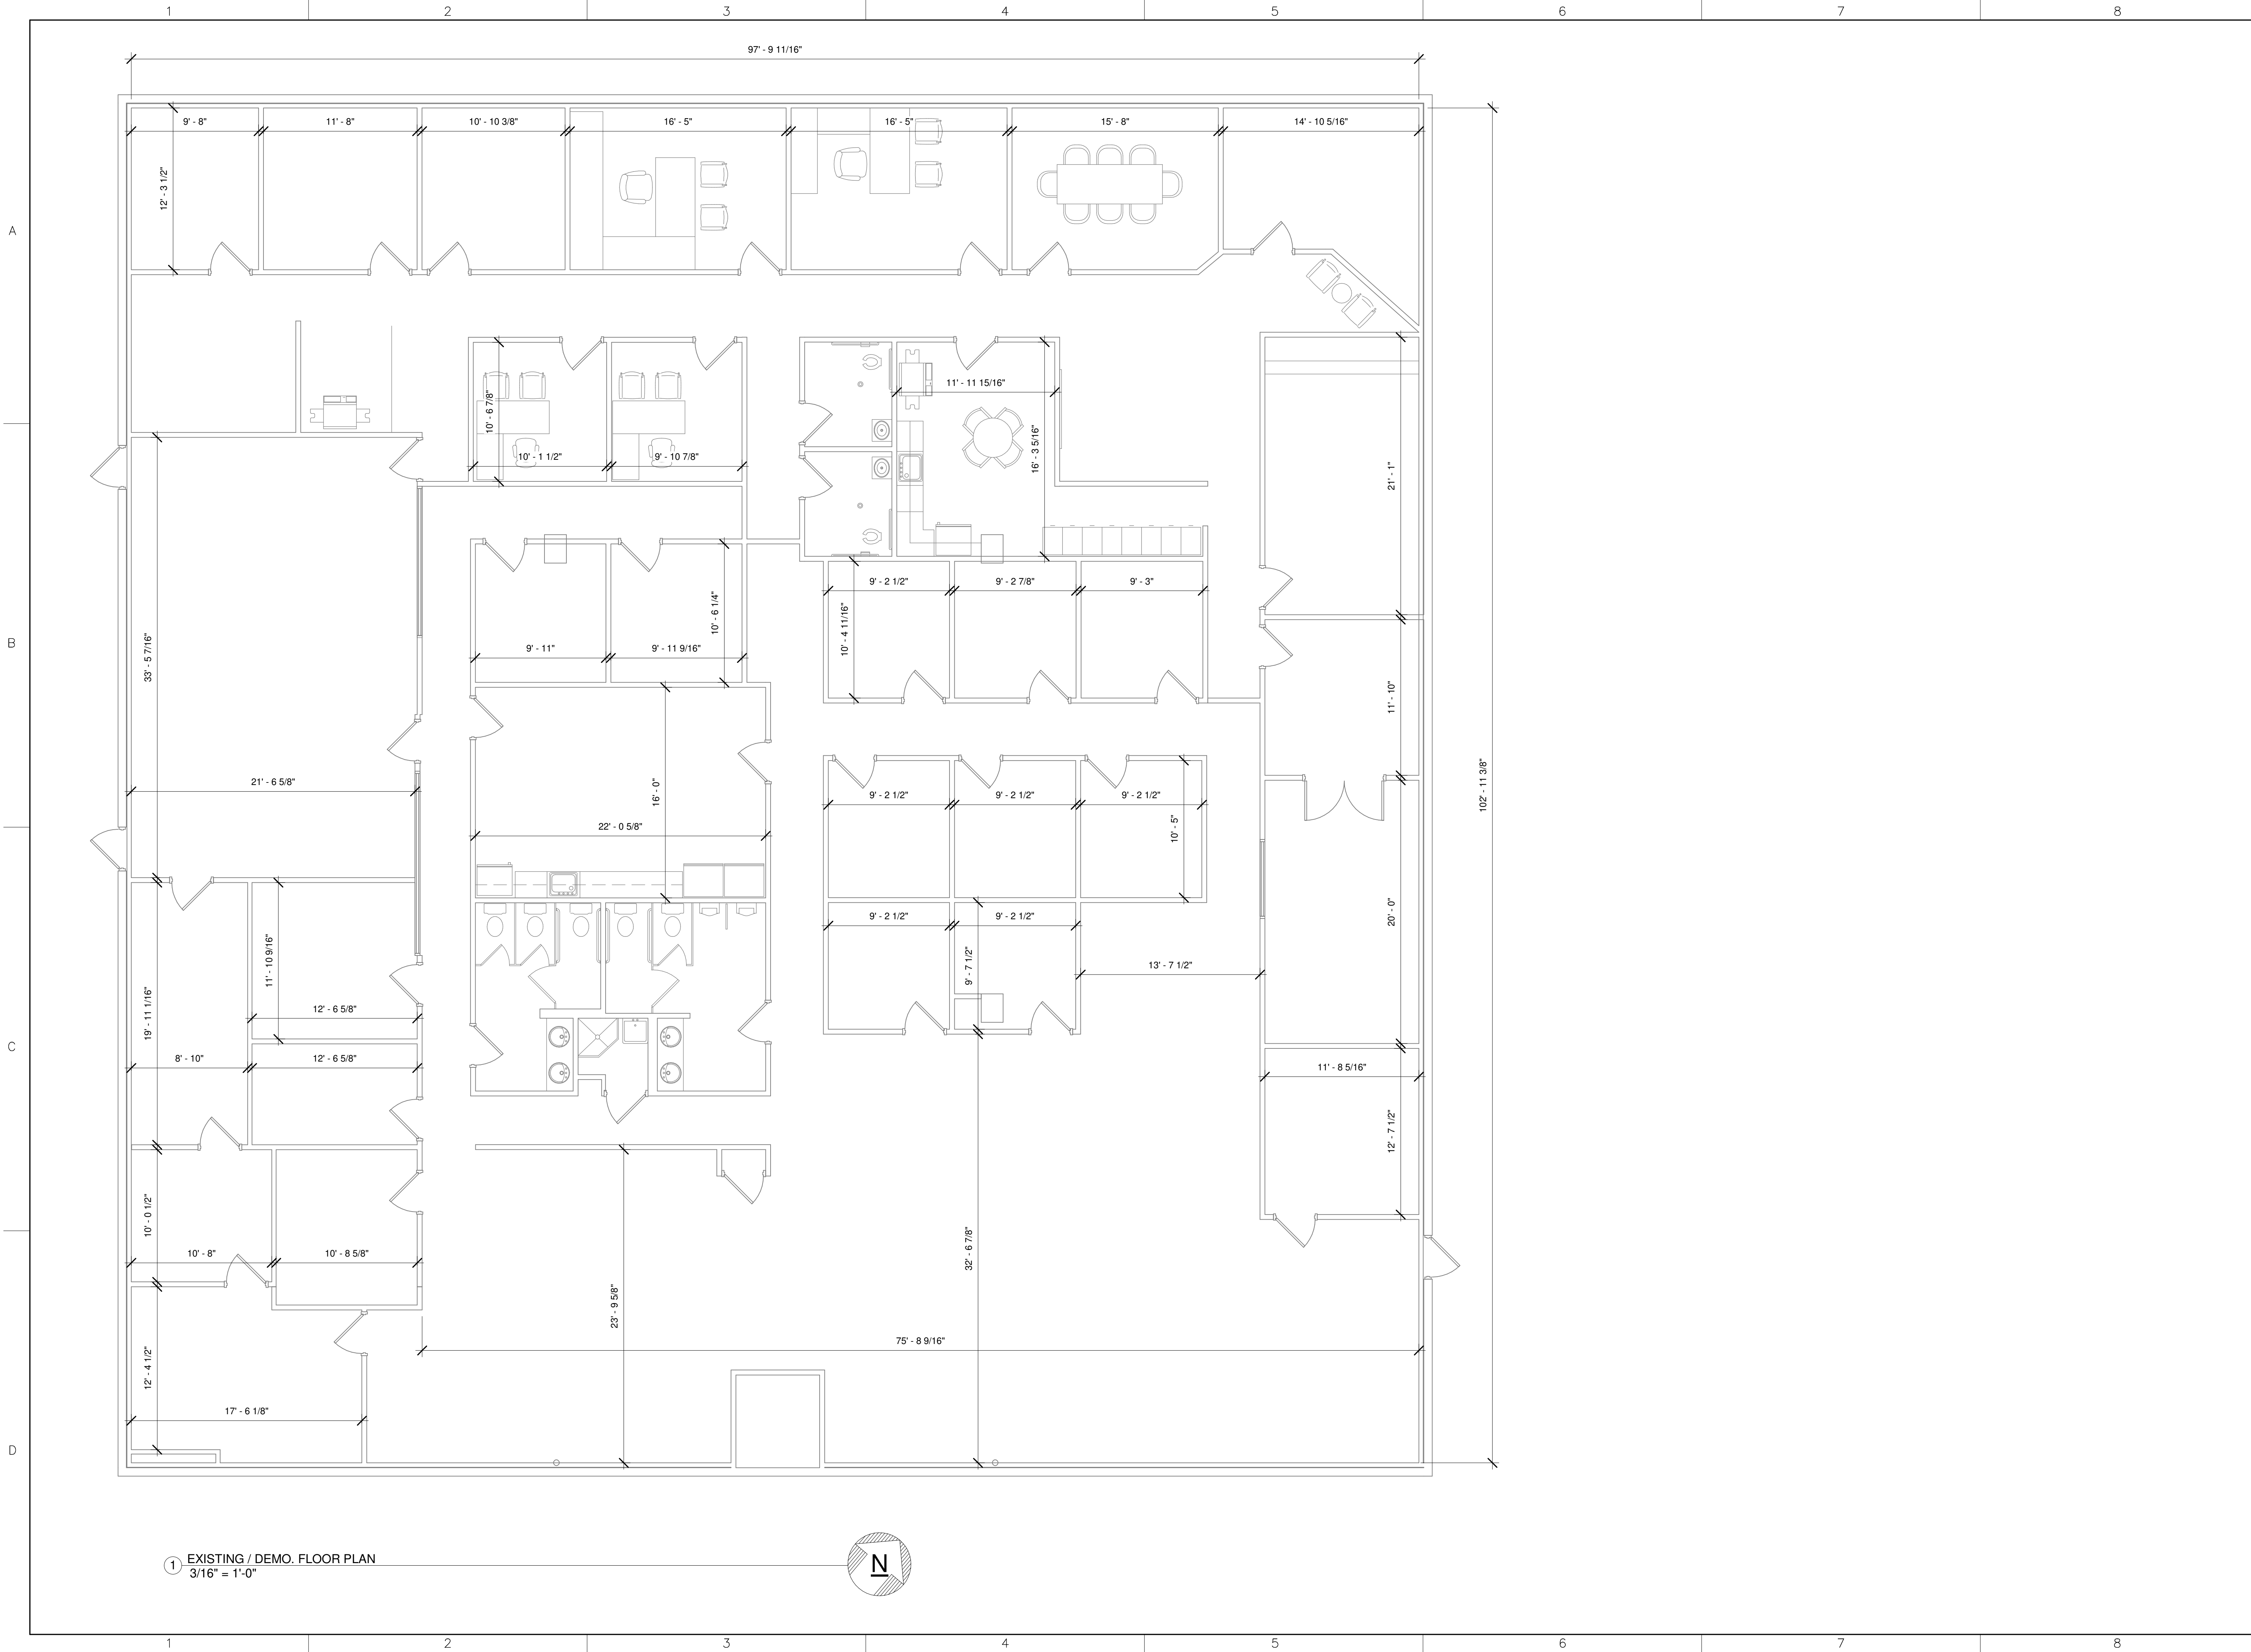 1 2 3 4 5 6 7 8
97' - 9 11/16"
9' - 8" 11' - 8" 10' - 10 3/8" 16' - 5" 16' - 5" 15' - 8" 14' - 10 5/16"
12' - 3 1/2"
A
11' - 11 15/16"
10' - 6 7/8"
16' - 3 5/16"
10' - 1 1/2" 9' - 10 7/8"
21' - 1"
9' - 2 1/2" 9' - 2 7/8" 9' - 3"
10' - 6 1/4"
10' - 4 11/16"
B
33' - 5 7/16"
9' - 11" 9' - 11 9/16"
11' - 10"
21' - 6 5/8"
16' - 0"
102' - 11 3/8"
9' - 2 1/2" 9' - 2 1/2" 9' - 2 1/2"
22' - 0 5/8"
10' - 5"
9' - 2 1/2" 9' - 2 1/2"
20' - 0"
11' - 10 9/16"
9' - 7 1/2"
13' - 7 1/2"
12' - 6 5/8"
19' - 11 1/16"
C
8' - 10" 12' - 6 5/8"
11' - 8 5/16"
12' - 7 1/2"
10' - 0 1/2"
10' - 8" 10' - 8 5/8"
32' - 6 7/8"
23' - 9 5/8"
75' - 8 9/16"
12' - 4 1/2"
17' - 6 1/8"
D
1 EXISTING / DEMO. FLOOR PLAN
3/16" = 1'-0"
N
1 2 3 4 5 6 7 8